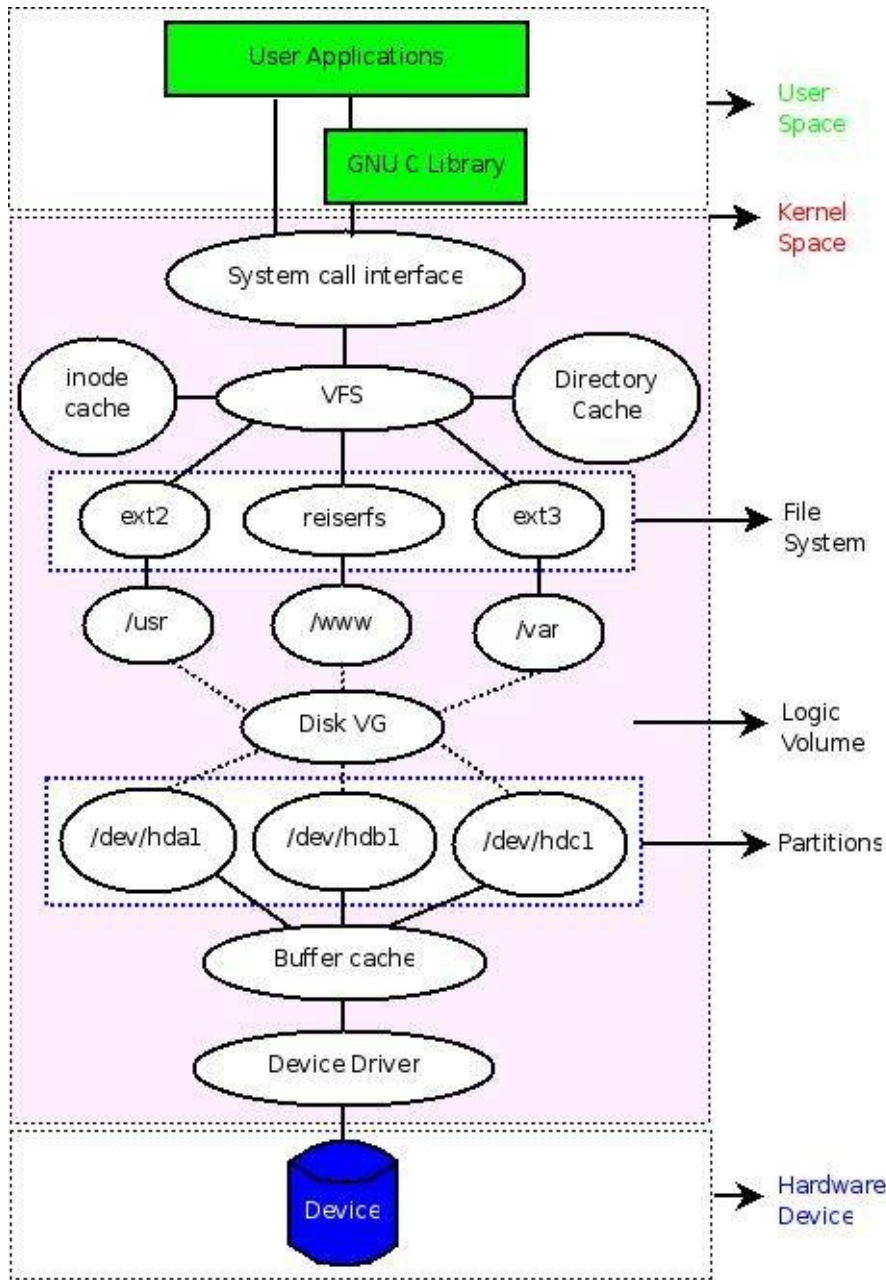 User Applications
User
Space
GNU C Library
Kernel
Space
System call interface
inode
cache
VFS
Directory
Cache
ext2
reiserfs
ext3
File
System
/usr
/www
/var
Disk VG
Logic
Volume
/dev/hda1
/dev/hdb1
/dev/hdc1
Partitions
Buffer cache
Device Driver
Device
Hardware
Device